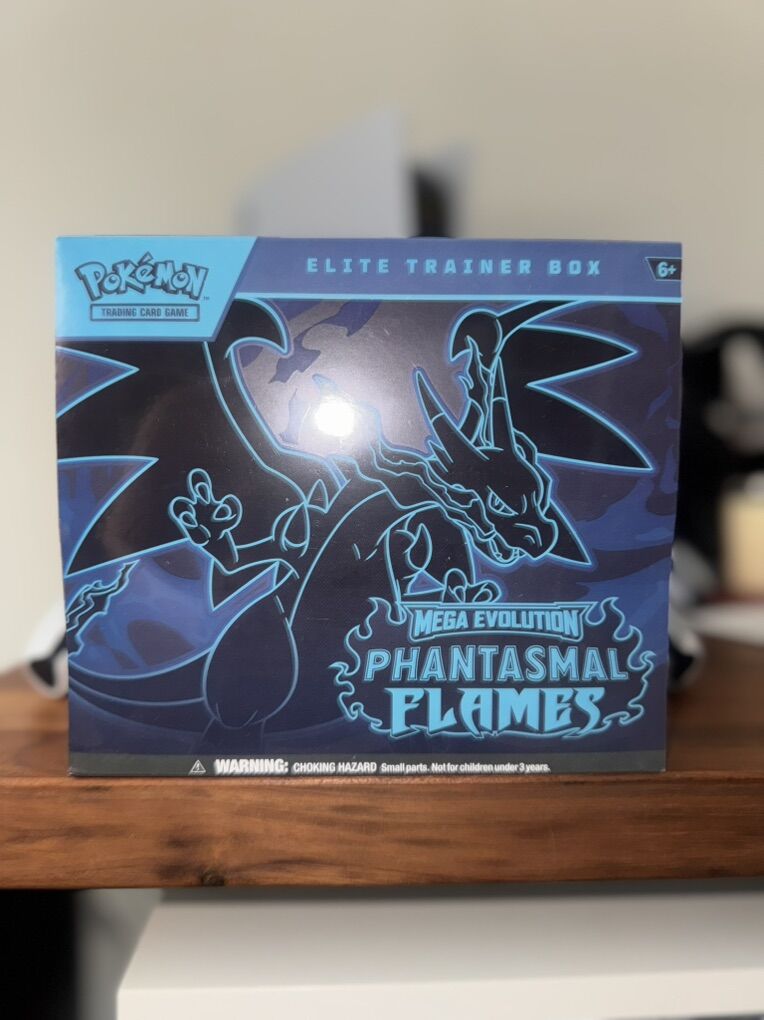 POKéMON™
TRADING CARD GAME
ELITE TRAINER BOX
6+
MEGA EVOLUTION
PHANTASMAL
FLAMES
WARNING: CHOKING HAZARD Small parts. Not for children under 3 years.